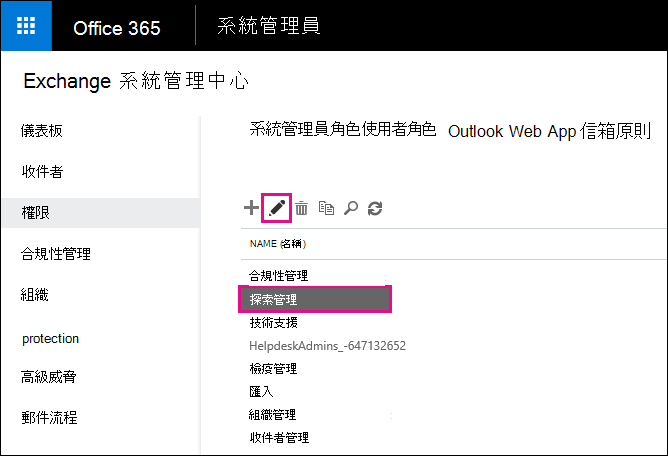 Office 365 系統管理員
Exchange 系統管理中心
儀表板
收件者
權限
合規性管理
組織
protection
高級威脅
郵件流程
系統管理員角色使用者角色 Outlook Web App 信箱原則
NAME (名稱)
合規性管理
探索管理
技術支援
HelpdeskAdmins_-647132652
檢疫管理
匯入
組織管理
收件者管理